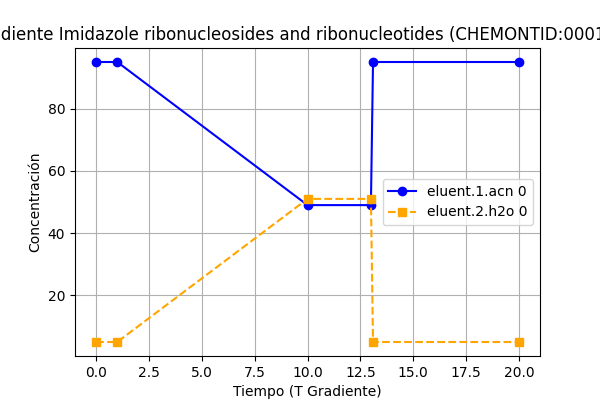 diente Imidazole ribonucleosides and ribonucleotides (CHEMONTID:0001
Concentración
80
60
40
20
eluent.1.acn 0
eluent.2.h2o 0
0.0 2.5 5.0 7.5 10.0 12.5 15.0 17.5 20.0
Tiempo (T Gradiente)